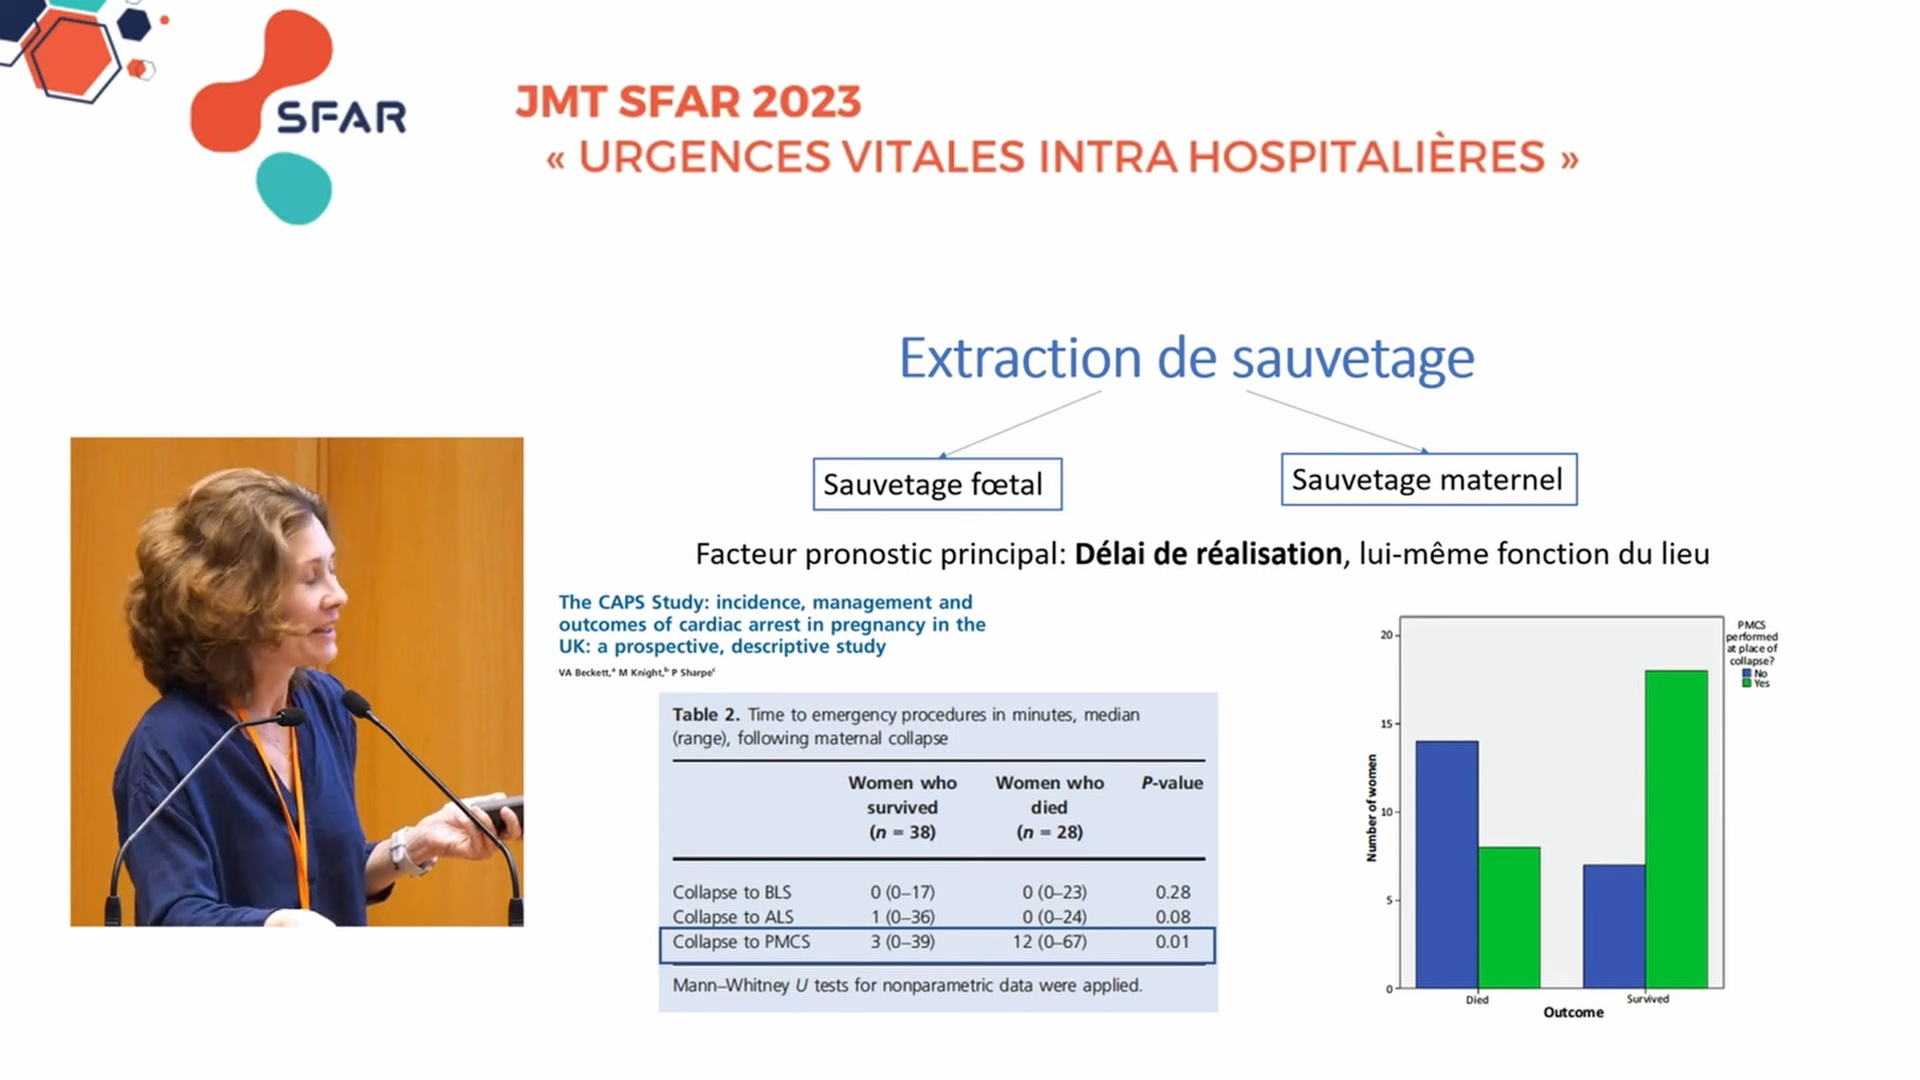 SFAR
JMT SFAR 2023
« URGENCES VITALES INTRA HOSPITALIÈRES »
Extraction de sauvetage
Sauvetage fœtal
Sauvetage maternel
Facteur pronostic principal: Délai de réalisation, lui-même fonction du lieu
The CAPS Study: incidence, management and
outcomes of cardiac arrest in pregnancy in the
UK: a prospective, descriptive study
VA Beckett,ᵃ M Knight,ᵇ P Sharpeᶜ
Table 2. Time to emergency procedures in minutes, median
(range), following maternal collapse
Women who Women who P-value
survived died
(n = 38) (n = 28)
Collapse to BLS 0 (0–17) 0 (0–23) 0.28
Collapse to ALS 1 (0–36) 0 (0–24) 0.08
Collapse to PMCS 3 (0–39) 12 (0–67) 0.01
Mann–Whitney U tests for nonparametric data were applied.
PMCS
performed
at place of
collapse?
No
Yes
Number of women
20
15
10
5
0
Died Survived
Outcome